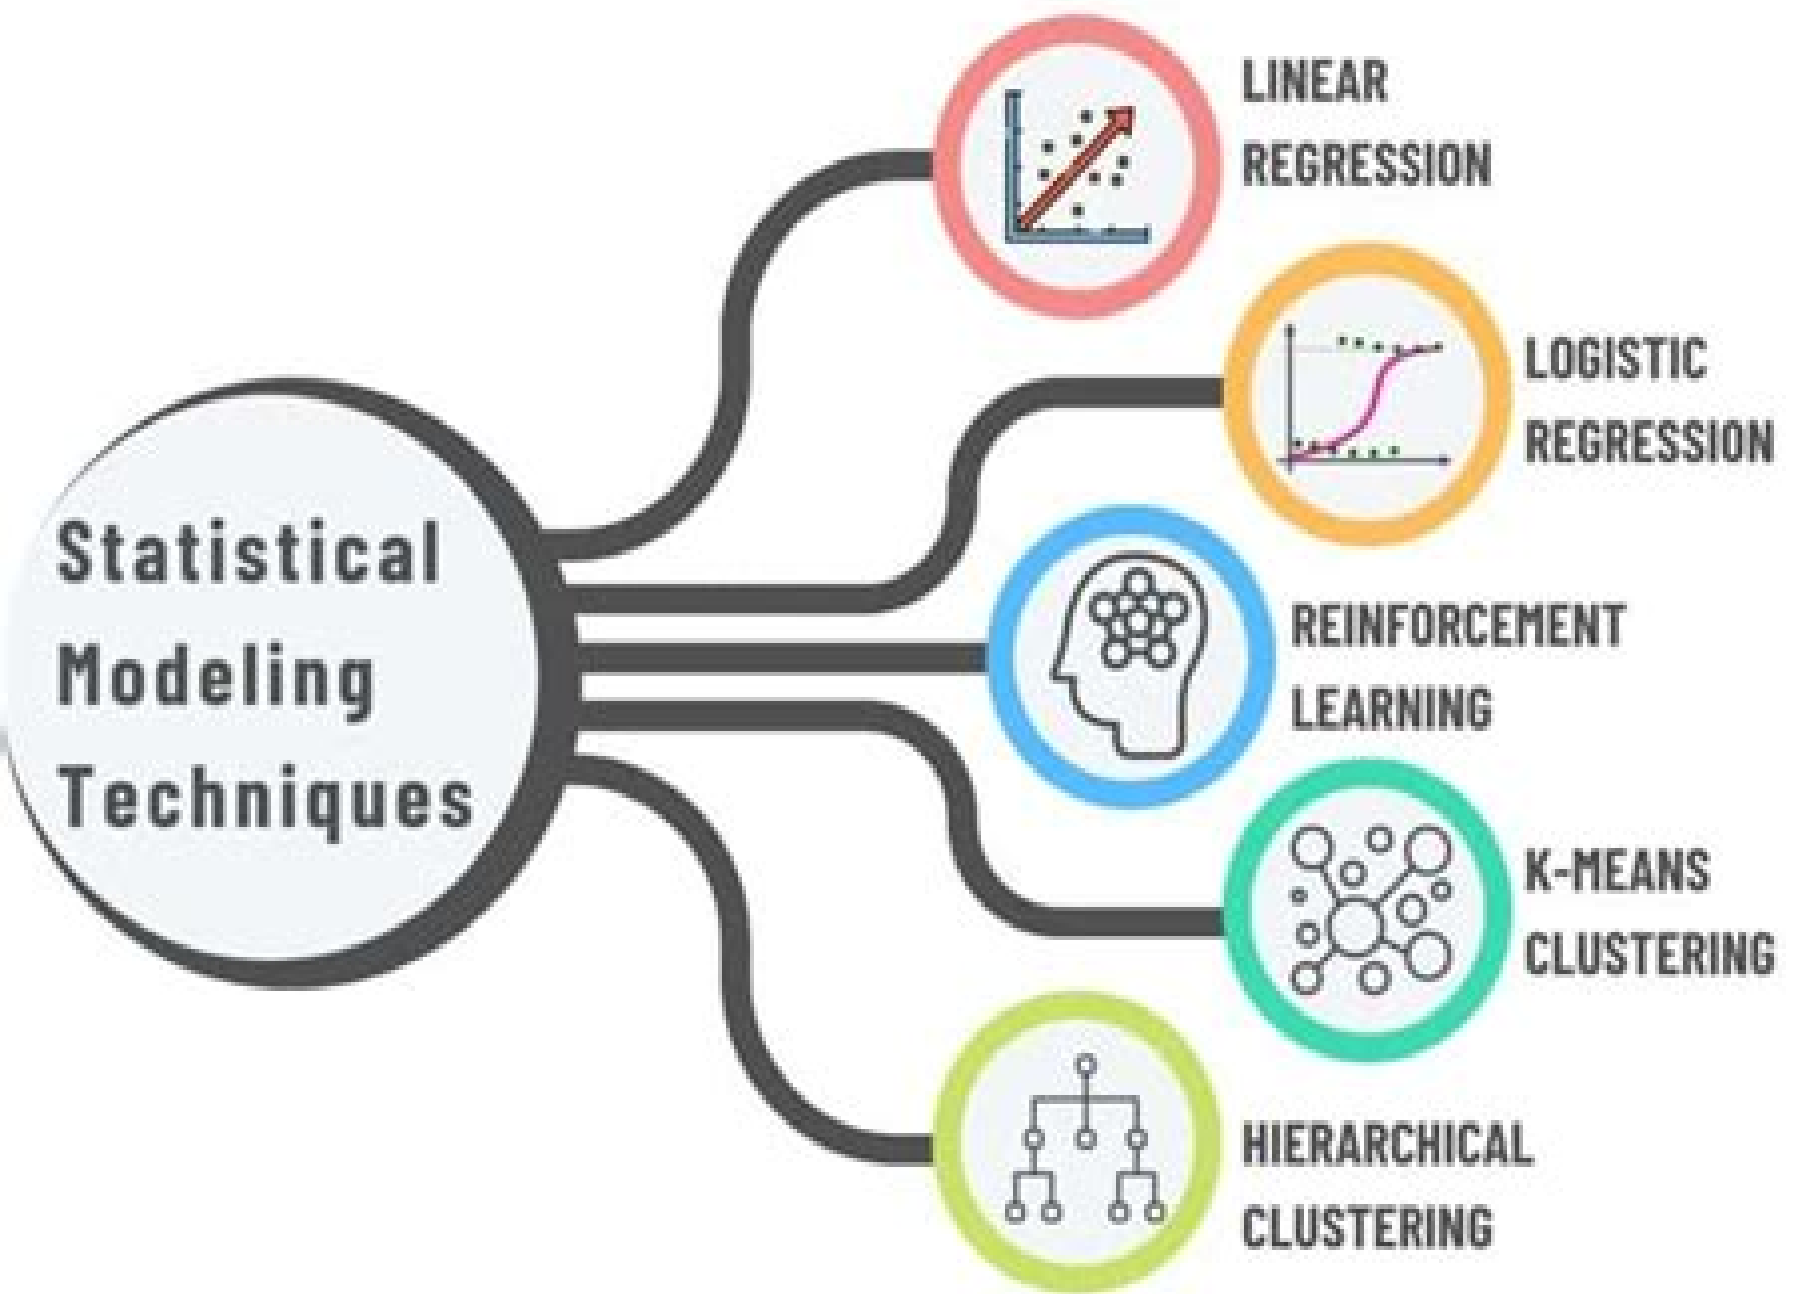 Statistical
Modeling
Techniques
LINEAR
REGRESSION
LOGISTIC
REGRESSION
REINFORCEMENT
LEARNING
K-MEANS
CLUSTERING
HIERARCHICAL
CLUSTERING